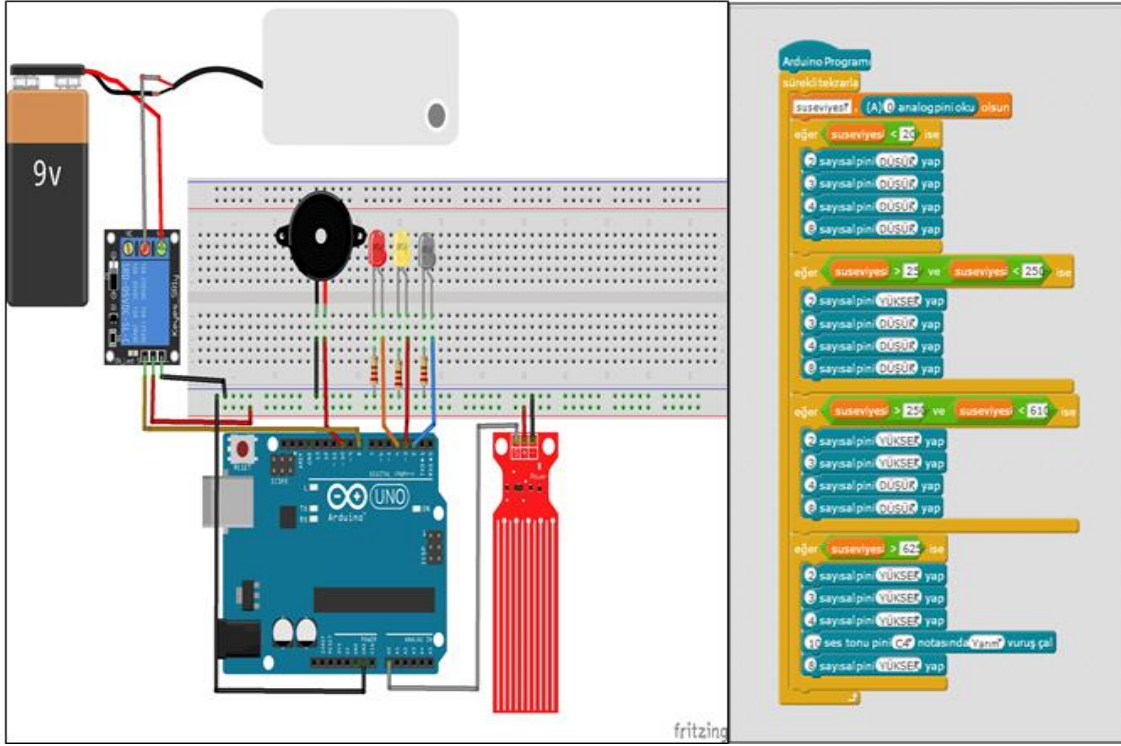 9v
RESET
ICSP
L
TX
RX
Arduino
UNO
ON
POWER
ANALOG IN
fritzing
Arduino Programı
sürekli tekrarla
suseviyesi , (A) 0 analog pini oku olsun
eğer suseviyesi < 20 ise
2 sayısal pini DÜŞÜK yap
3 sayısal pini DÜŞÜK yap
4 sayısal pini DÜŞÜK yap
8 sayısal pini DÜŞÜK yap
eğer suseviyesi > 25 ve suseviyesi < 250 ise
2 sayısal pini YÜKSEK yap
3 sayısal pini DÜŞÜK yap
4 sayısal pini DÜŞÜK yap
8 sayısal pini DÜŞÜK yap
eğer suseviyesi > 250 ve suseviyesi < 610 ise
2 sayısal pini YÜKSEK yap
3 sayısal pini YÜKSEK yap
4 sayısal pini DÜŞÜK yap
8 sayısal pini DÜŞÜK yap
eğer suseviyesi > 625 ise
2 sayısal pini YÜKSEK yap
3 sayısal pini YÜKSEK yap
4 sayısal pini YÜKSEK yap
10 ses tonu pini C4 notasında Yarım vuruş çal
8 sayısal pini YÜKSEK yap